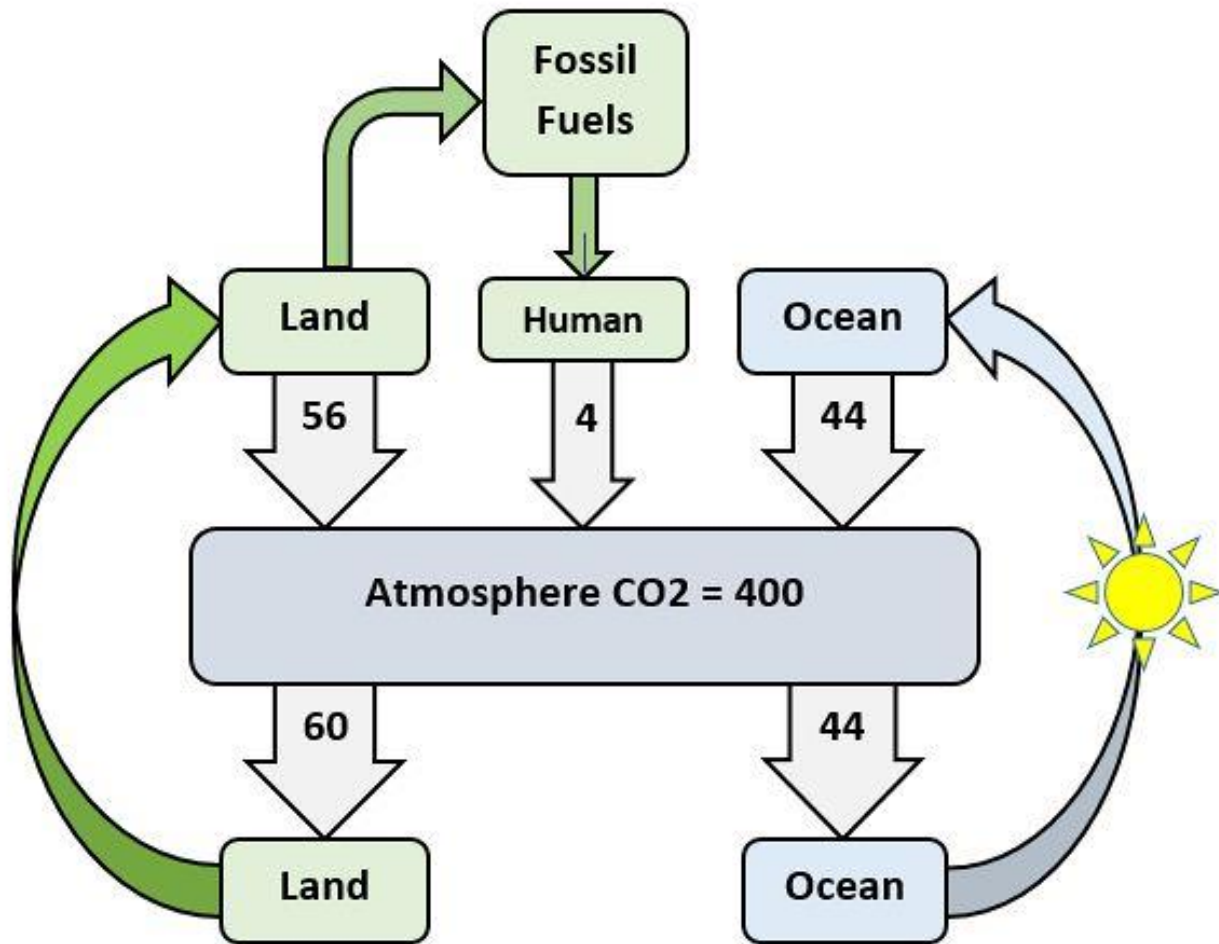 Fossil
Fuels
Land
Human
Ocean
56
4
44
Atmosphere CO2 = 400
60
44
Land
Ocean